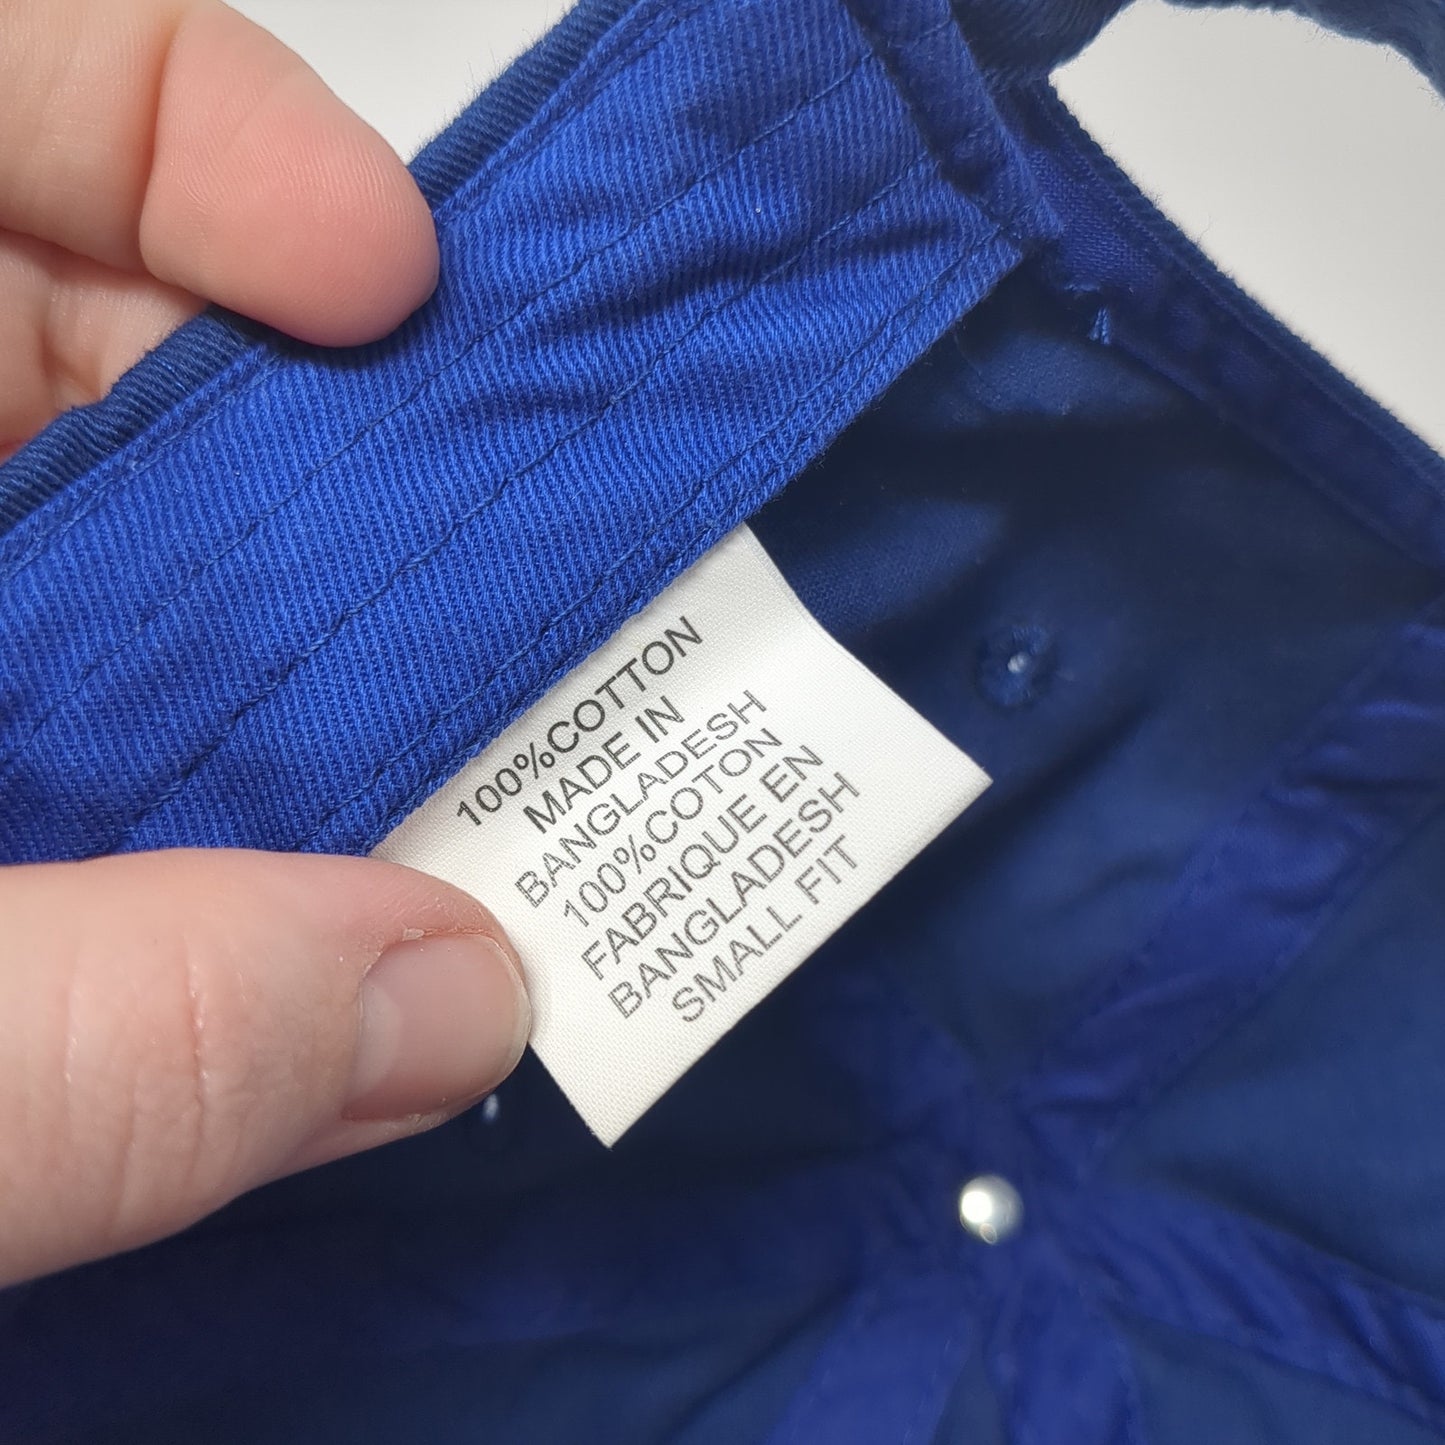 100%COTTON
MADE IN
BANGLADESH
100%COTON
FABRIQUE EN
BANGLADESH
SMALL FIT